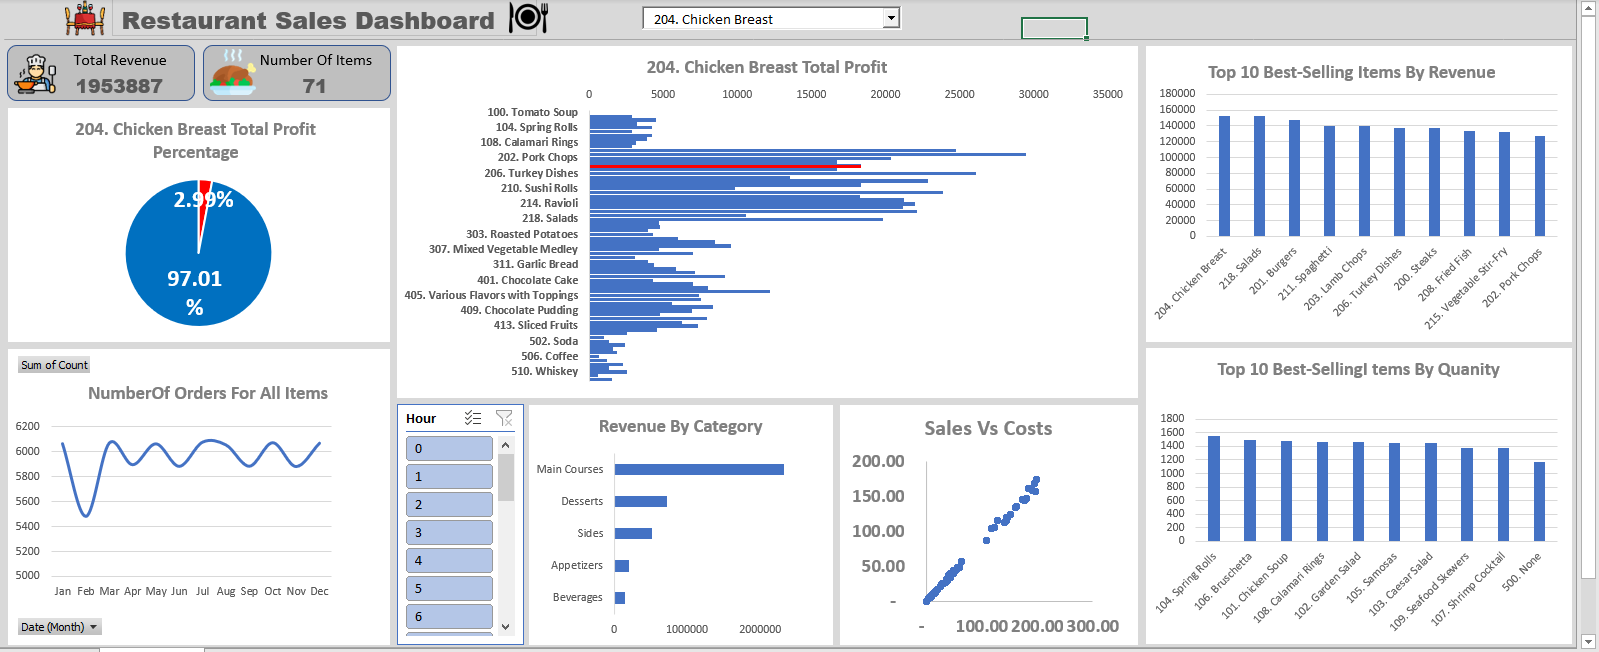 Restaurant Sales Dashboard
204. Chicken Breast
Total Revenue
1953887
Number Of Items
71
204. Chicken Breast Total Profit
Percentage
2.99%
97.01
%
Sum of Count
NumberOf Orders For All Items
6200
6000
5800
5600
5400
5200
5000
Jan Feb Mar Apr May Jun Jul Aug Sep Oct Nov Dec
Date (Month)
204. Chicken Breast Total Profit
0 5000 10000 15000 20000 25000 30000 35000
100. Tomato Soup
104. Spring Rolls
108. Calamari Rings
202. Pork Chops
206. Turkey Dishes
210. Sushi Rolls
214. Ravioli
218. Salads
303. Roasted Potatoes
307. Mixed Vegetable Medley
311. Garlic Bread
401. Chocolate Cake
405. Various Flavors with Toppings
409. Chocolate Pudding
413. Sliced Fruits
502. Soda
506. Coffee
510. Whiskey
Hour
0
1
2
3
4
5
6
Revenue By Category
Main Courses
Desserts
Sides
Appetizers
Beverages
0 1000000 2000000
Sales Vs Costs
200.00
150.00
100.00
50.00
-
- 100.00 200.00 300.00
Top 10 Best-Selling Items By Revenue
180000
160000
140000
120000
100000
80000
60000
40000
20000
0
204. Chicken Breast
218. Salads
201. Burgers
211. Spaghetti
203. Lamb Chops
206. Turkey Dishes
200. Steaks
208. Fried Fish
215. Vegetable Stir-Fry
202. Pork Chops
Top 10 Best-SellingI tems By Quanity
1800
1600
1400
1200
1000
800
600
400
200
0
104. Spring Rolls
106. Bruschetta
101. Chicken Soup
108. Calamari Rings
102. Garden Salad
105. Samosas
103. Caesar Salad
109. Seafood Skewers
107. Shrimp Cocktail
500. None